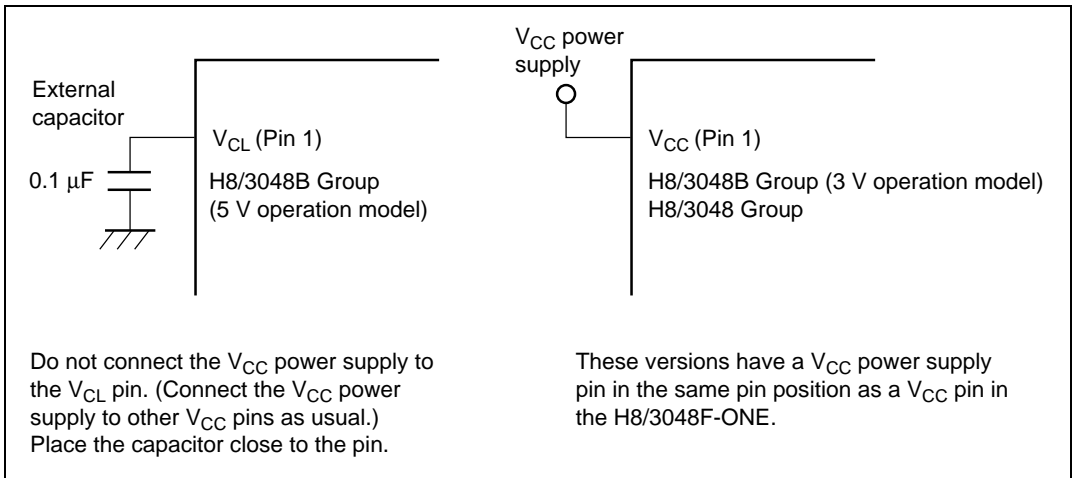 External
capacitor
0.1 μF
V_CL (Pin 1)
H8/3048B Group
(5 V operation model)
Do not connect the V_CC power supply to
the V_CL pin. (Connect the V_CC power
supply to other V_CC pins as usual.)
Place the capacitor close to the pin.
V_CC power
supply
V_CC (Pin 1)
H8/3048B Group (3 V operation model)
H8/3048 Group
These versions have a V_CC power supply
pin in the same pin position as a V_CC pin in
the H8/3048F-ONE.